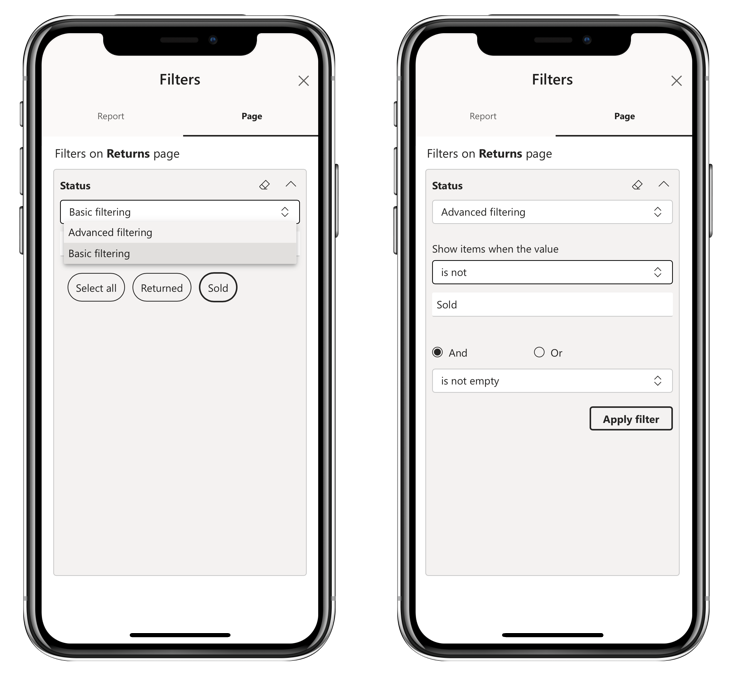 Filters
Report Page
Filters on Returns page
Status
Basic filtering
Advanced filtering
Basic filtering
Select all Returned Sold
Filters
Report Page
Filters on Returns page
Status
Advanced filtering
Show items when the value
is not
Sold
And Or
is not empty
Apply filter